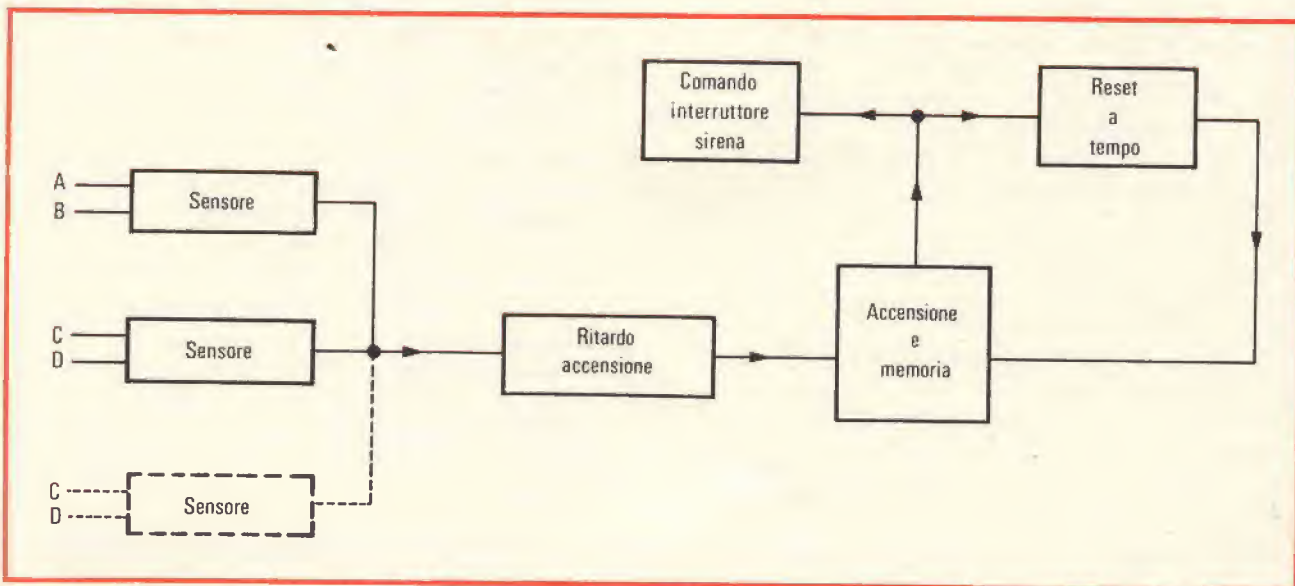 Comando
interruttore
sirena
Reset
a
tempo
A
B
Sensore
C
D
Sensore
Ritardo
accensione
Accensione
e
memoria
C
D
Sensore